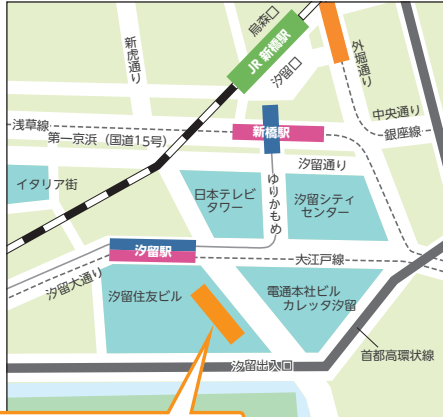 烏森口
JR 新橋駅
汐留口
外堀通り
新虎通り
中央通り
銀座線
浅草線
第一京浜（国道15号）
新橋駅
汐留通り
イタリア街
日本テレビ
タワー
ゆりかもめ
汐留シティ
センター
汐留駅
大江戸線
汐留大通り
汐留住友ビル
電通本社ビル
カレッタ汐留
首都高環状線
汐留出入口